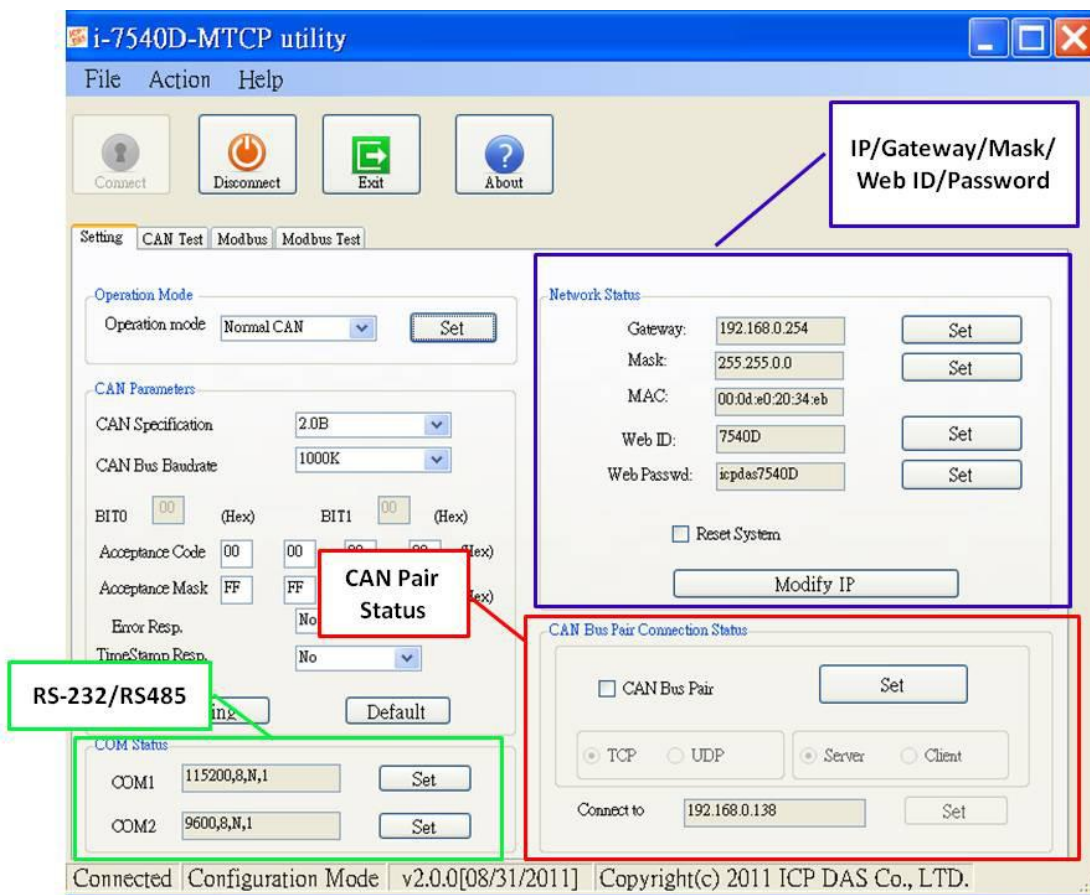 i-7540D-MTCP utility
File Action Help
Connect Disconnect Exit About
IP/Gateway/Mask/
Web ID/Password
Setting CAN Test Modbus Modbus Test
Operation Mode
Operation mode Normal CAN Set
CAN Parameters
CAN Specification 2.0B
CAN Bus Baudrate 1000K
BIT0 00 (Hex) BIT1 00 (Hex)
Acceptance Code 00 00
Acceptance Mask FF FF
Error Resp. No
TimeStamp Resp. No
Default
CAN Pair
Status
RS-232/RS485
COM Status
COM1 115200,8,N,1 Set
COM2 9600,8,N,1 Set
Network Status
Gateway: 192.168.0.254 Set
Mask: 255.255.0.0 Set
MAC: 00:0d:e0:20:34:eb
Web ID: 7540D Set
Web Passwd: icpdas7540D Set
Reset System
Modify IP
CAN Bus Pair Connection Status
CAN Bus Pair Set
TCP UDP Server Client
Connect to 192.168.0.138 Set
Connected Configuration Mode v2.0.0[08/31/2011] Copyright(c) 2011 ICP DAS Co., LTD.